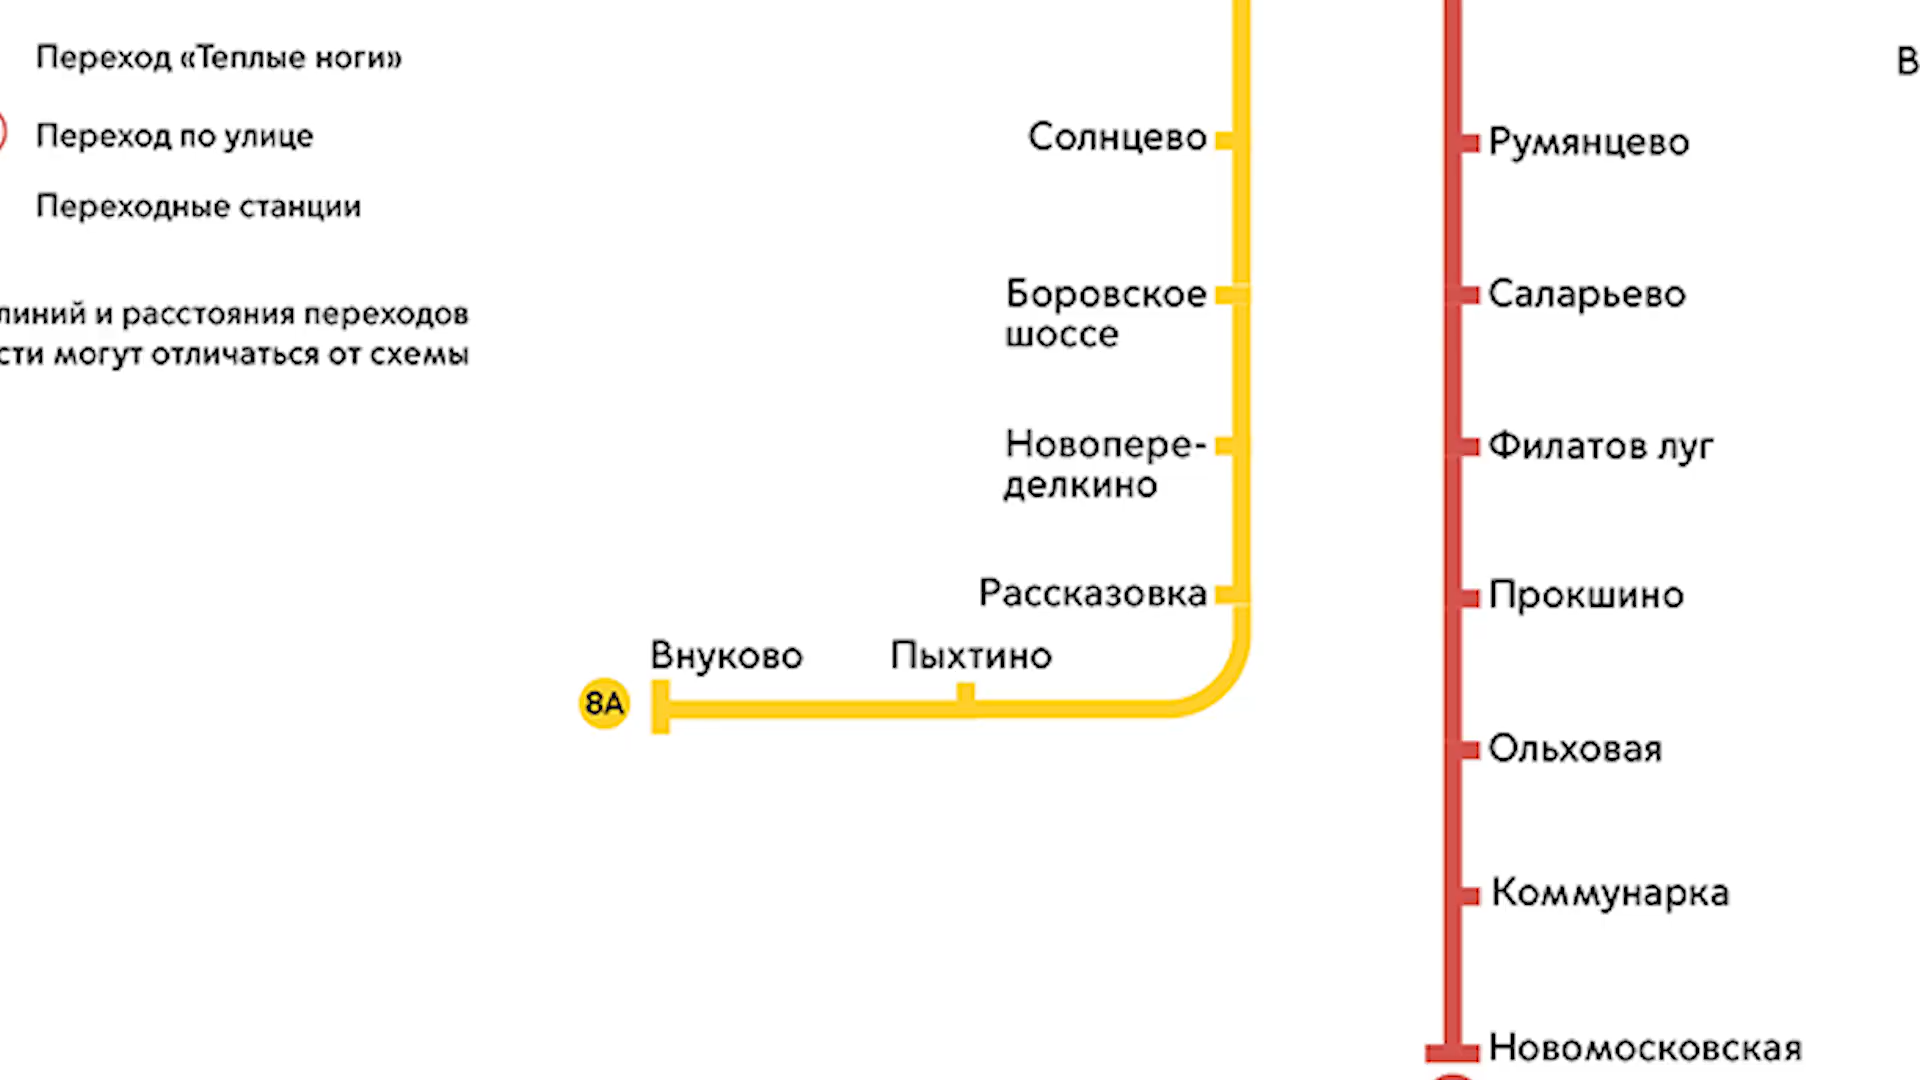 Переход «Теплые ноги»
Переход по улице
Переходные станции
линий и расстояния переходов
сти могут отличаться от схемы
Солнцево
Боровское
шоссе
Новопере-
делкино
Рассказовка
Внуково
Пыхтино
8А
Румянцево
Саларьево
Филатов луг
Прокшино
Ольховая
Коммунарка
Новомосковская
В